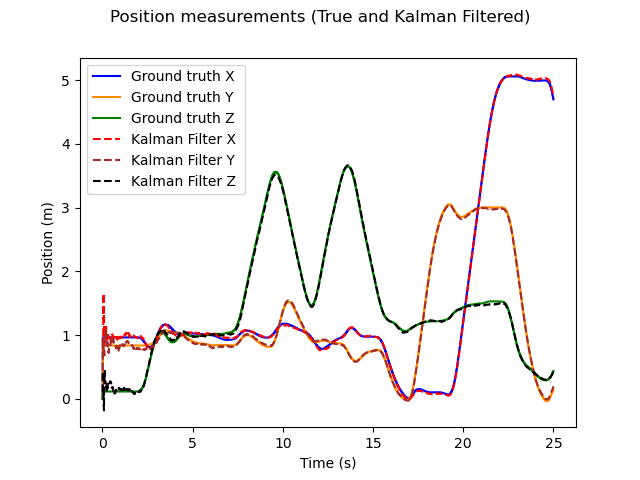 Position measurements (True and Kalman Filtered)
Ground truth X
Ground truth Y
Ground truth Z
Kalman Filter X
Kalman Filter Y
Kalman Filter Z
Position (m)
5
4
3
2
1
0
0 5 10 15 20 25
Time (s)